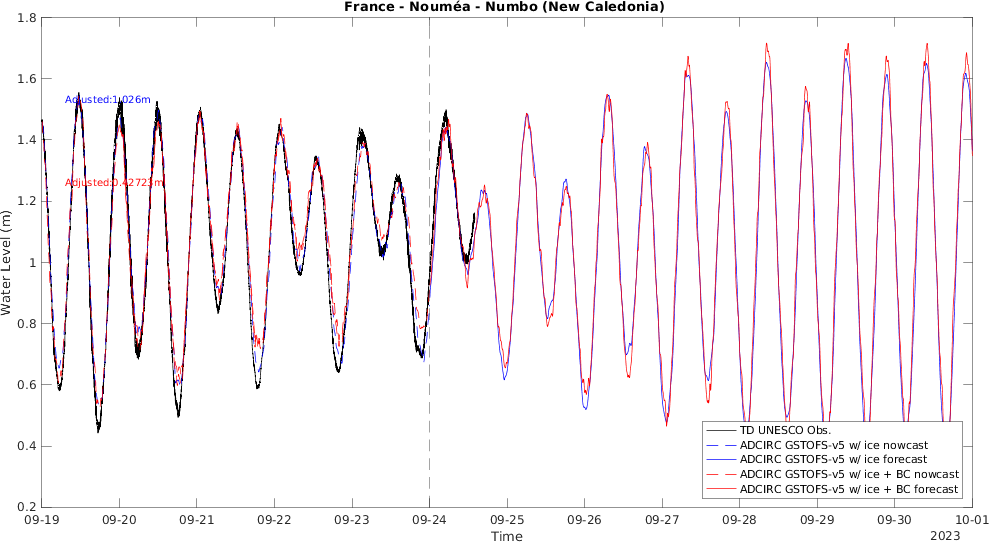 France - Nouméa - Numbo (New Caledonia)
1.8
1.6
1.4
1.2
1
0.8
0.6
0.4
0.2
Water Level (m)
Adjusted:1.026m
Adjusted:0.42723m
TD UNESCO Obs.
ADCIRC GSTOFS-v5 w/ ice nowcast
ADCIRC GSTOFS-v5 w/ ice forecast
ADCIRC GSTOFS-v5 w/ ice + BC nowcast
ADCIRC GSTOFS-v5 w/ ice + BC forecast
09-19 09-20 09-21 09-22 09-23 09-24 09-25 09-26 09-27 09-28 09-29 09-30 10-01
Time
2023